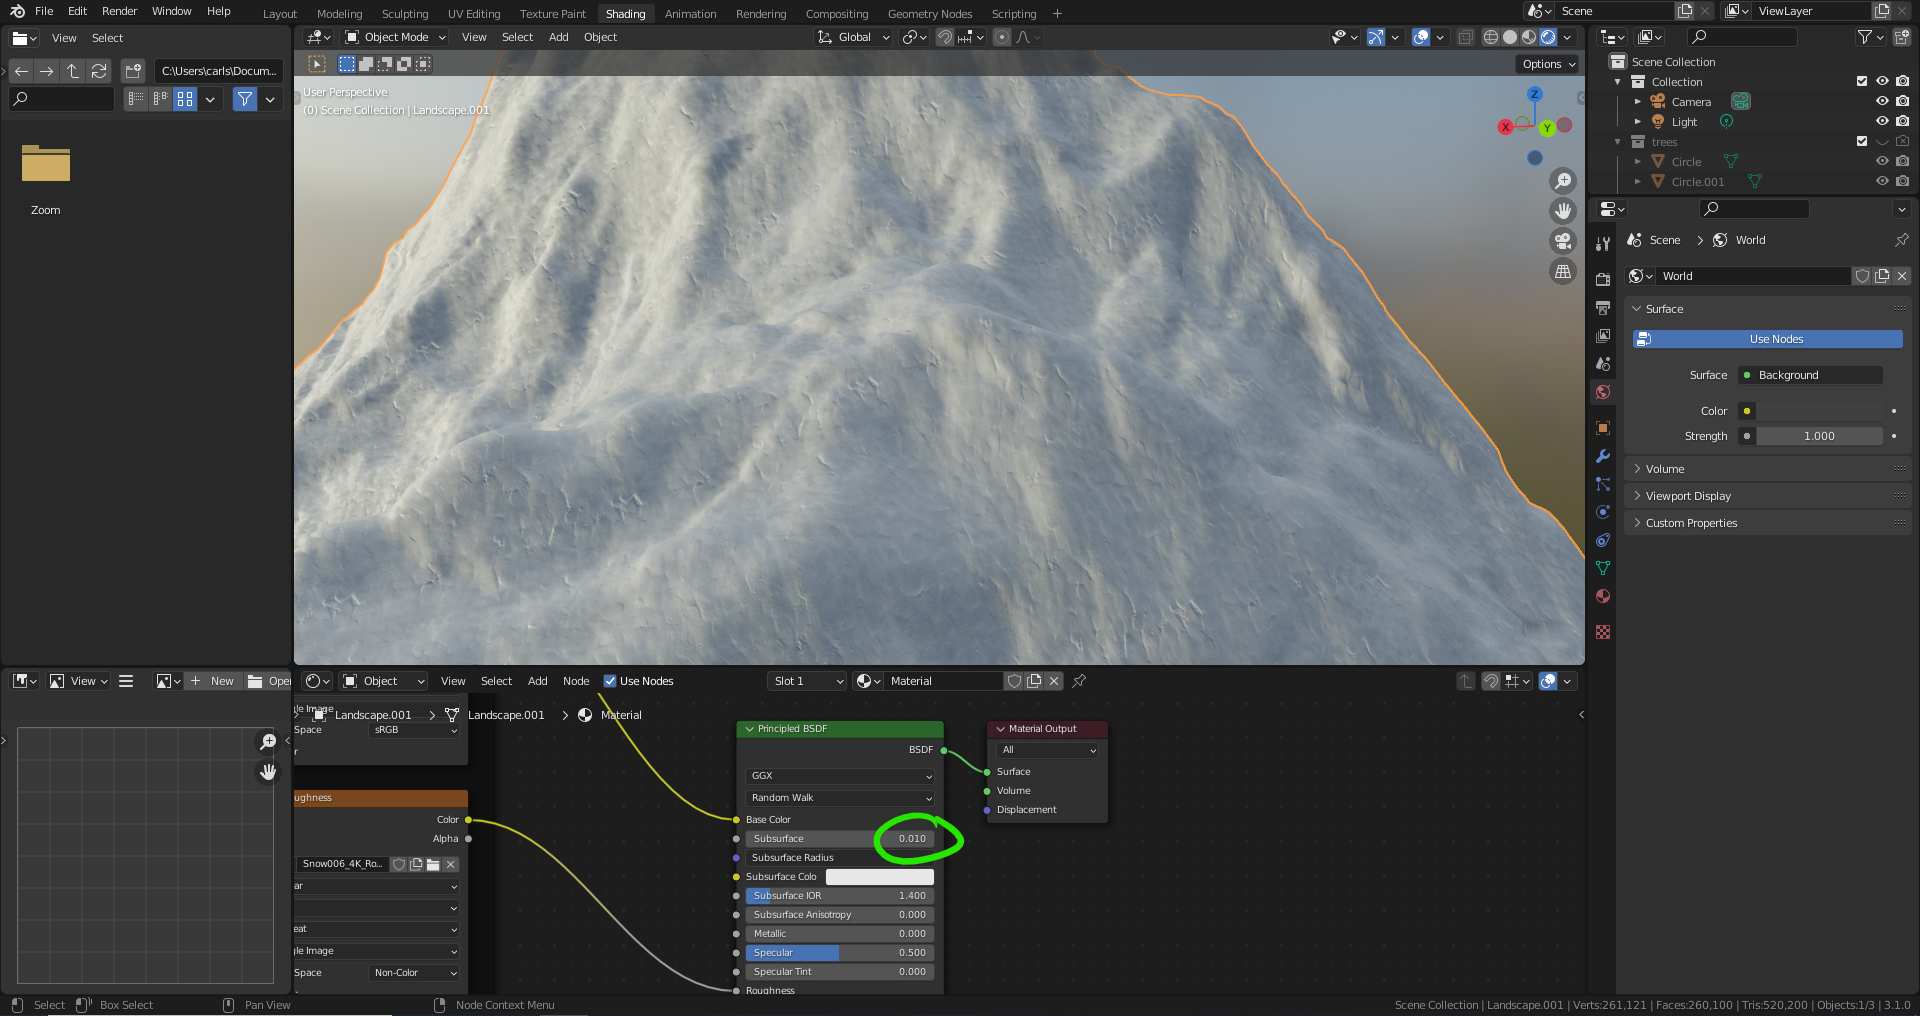 File Edit Render Window Help
Layout Modeling Sculpting UV Editing Texture Paint Shading Animation Rendering Compositing Geometry Nodes Scripting +
Scene ViewLayer
View Select
Object Mode View Select Add Object Global
C:\Users\carls\Docum...
Options
User Perspective
(0) Scene Collection | Landscape.001
Z
X
Y
Zoom
Scene Collection
Collection
Camera
Light
trees
Circle
Circle.001
Scene > World
World
Surface
Use Nodes
Surface Background
Color
Strength 1.000
Volume
Viewport Display
Custom Properties
View + New Open
Object View Select Add Node Use Nodes Slot 1 Material
gle Image
Landscape.001 > Landscape.001 > Material
Space sRGB
r
ughness
Color
Alpha
Snow006_4K_Ro...
ar
eat
gle Image
Space Non-Color
Principled BSDF
BSDF
GGX
Random Walk
Base Color
Subsurface 0.010
Subsurface Radius
Subsurface Colo
Subsurface IOR 1.400
Subsurface Anisotropy 0.000
Metallic 0.000
Specular 0.500
Specular Tint 0.000
Roughness
Material Output
All
Surface
Volume
Displacement
Select Box Select Pan View Node Context Menu
Scene Collection | Landscape.001 | Verts:261,121 | Faces:260,100 | Tris:520,200 | Objects:1/3 | 3.1.0